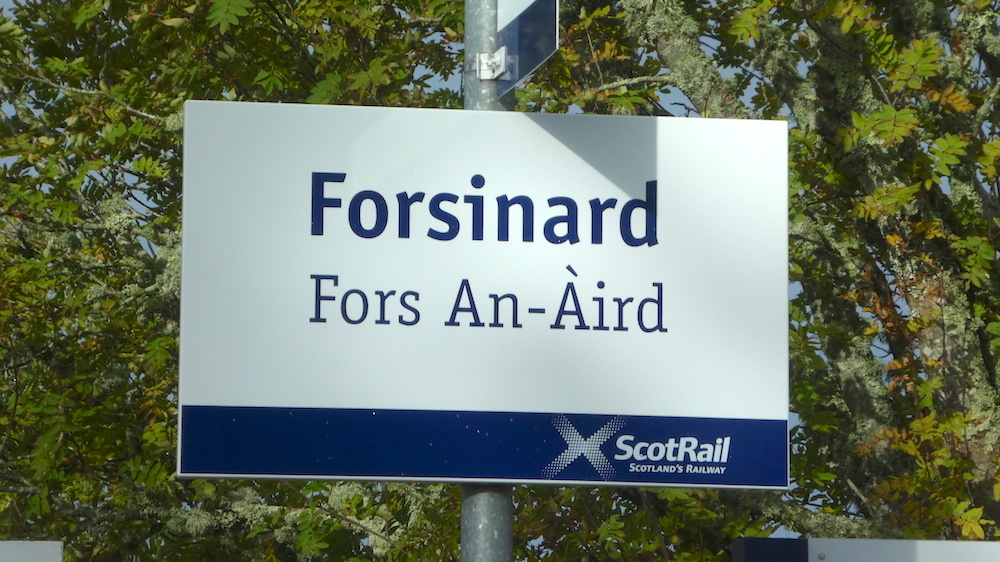 Forsinard
Fors An-Àird
ScotRail
SCOTLAND'S RAILWAY